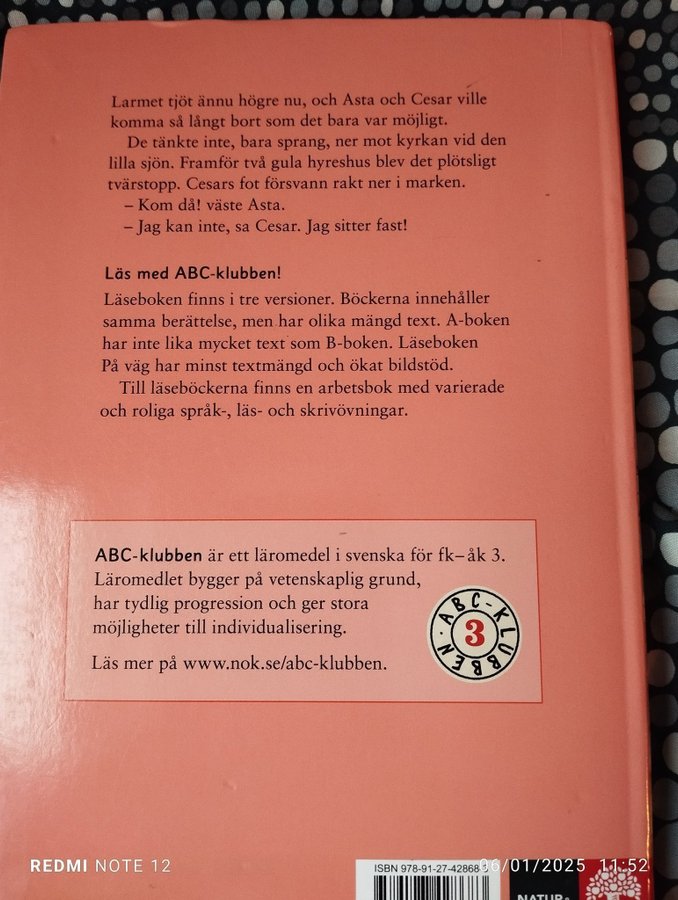 Larmet tjöt ännu högre nu, och Asta och Cesar ville
komma så långt bort som det bara var möjligt.
De tänkte inte, bara sprang, ner mot kyrkan vid den
lilla sjön. Framför två gula hyreshus blev det plötsligt
tvärstopp. Cesars fot försvann rakt ner i marken.
– Kom då! väste Asta.
– Jag kan inte, sa Cesar. Jag sitter fast!
Läs med ABC-klubben!
Läseboken finns i tre versioner. Böckerna innehåller
samma berättelse, men har olika mängd text. A-boken
har inte lika mycket text som B-boken. Läseboken
På väg har minst textmängd och ökat bildstöd.
Till läseböckerna finns en arbetsbok med varierade
och roliga språk-, läs- och skrivövningar.
ABC-klubben är ett läromedel i svenska för fk–åk 3.
Läromedlet bygger på vetenskaplig grund,
har tydlig progression och ger stora
möjligheter till individualisering.
Läs mer på www.nok.se/abc-klubben.
ABC-KLUBBEN
3
REDMI NOTE 12
06/01/2025 11:52
ISBN 978-91-27-42868
NATUR